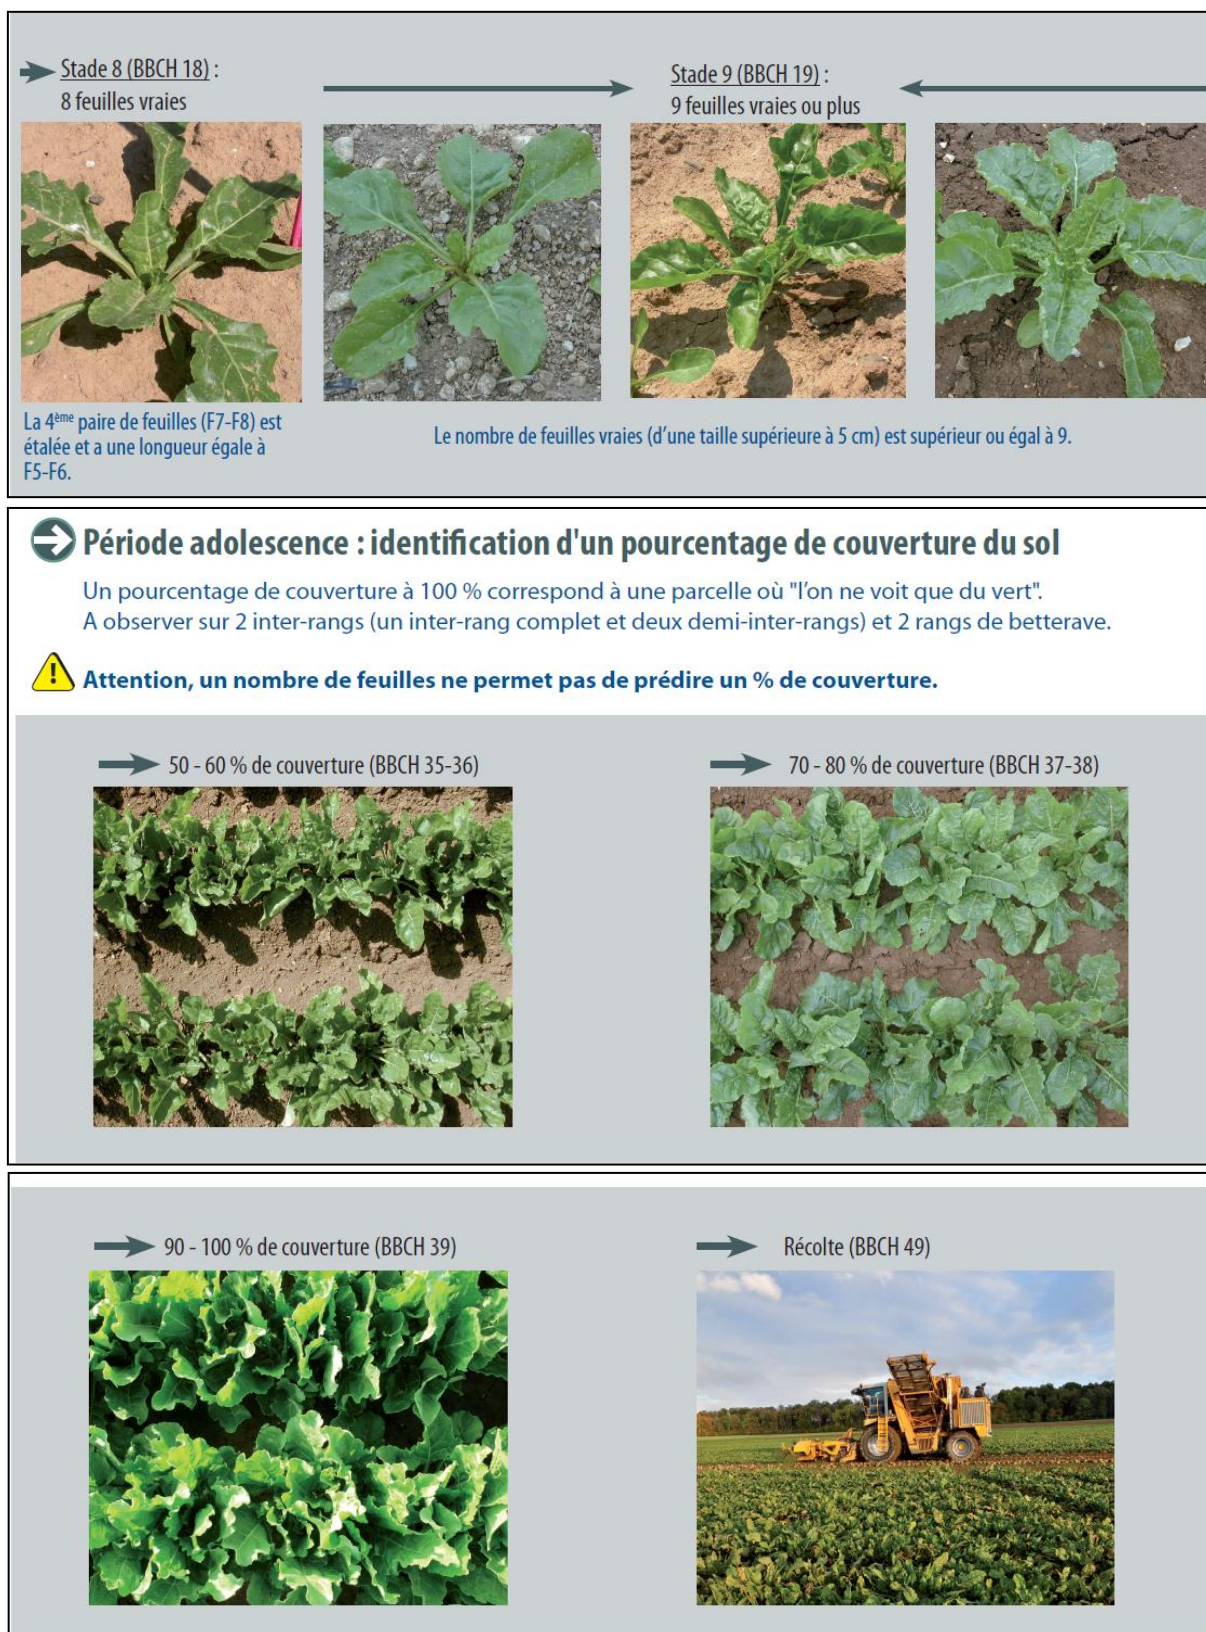 Stade 8 (BBCH 18) :
8 feuilles vraies
Stade 9 (BBCH 19) :
9 feuilles vraies ou plus
La 4ème paire de feuilles (F7-F8) est
étalée et a une longueur égale à
F5-F6.
Le nombre de feuilles vraies (d'une taille supérieure à 5 cm) est supérieur ou égal à 9.
Période adolescence : identification d'un pourcentage de couverture du sol
Un pourcentage de couverture à 100 % correspond à une parcelle où "l'on ne voit que du vert".
A observer sur 2 inter-rangs (un inter-rang complet et deux demi-inter-rangs) et 2 rangs de betterave.
! Attention, un nombre de feuilles ne permet pas de prédire un % de couverture.
50 - 60 % de couverture (BBCH 35-36)
70 - 80 % de couverture (BBCH 37-38)
90 - 100 % de couverture (BBCH 39)
Récolte (BBCH 49)